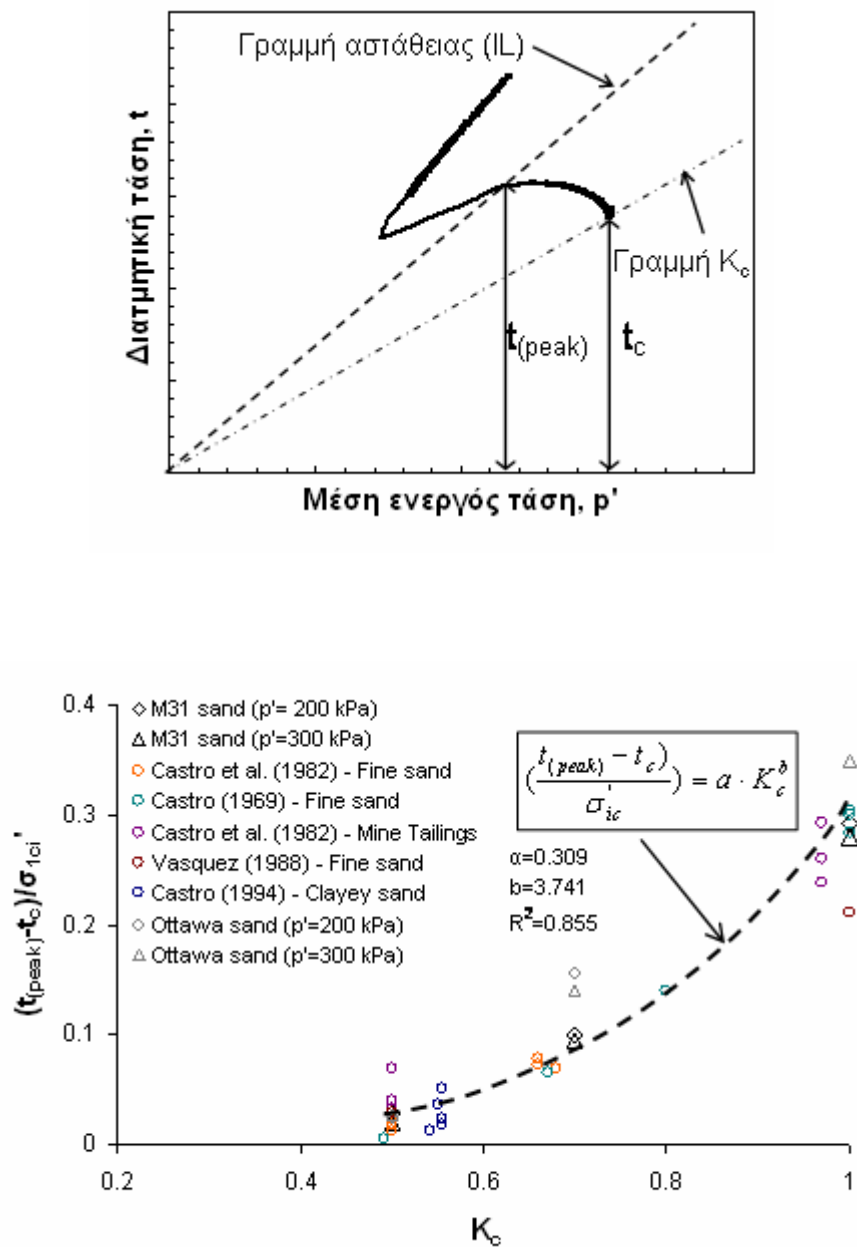 Γραμμή αστάθειας (IL)
Διατμητική τάση, t
Γραμμή Kc
t(peak)
tc
Μέση ενεργός τάση, p'
0.4
0.3
0.2
0.1
0
(t(peak)-tc)/σ1ci'
M31 sand (p'= 200 kPa)
M31 sand (p'=300 kPa)
Castro et al. (1982) - Fine sand
Castro (1969) - Fine sand
Castro et al. (1982) - Mine Tailings
Vasquez (1988) - Fine sand
Castro (1994) - Clayey sand
Ottawa sand (p'=200 kPa)
Ottawa sand (p'=300 kPa)
(t(peak) - tc) / σ'ic) = a · Kc^b
α=0.309
b=3.741
R²=0.855
0.2 0.4 0.6 0.8 1
Kc